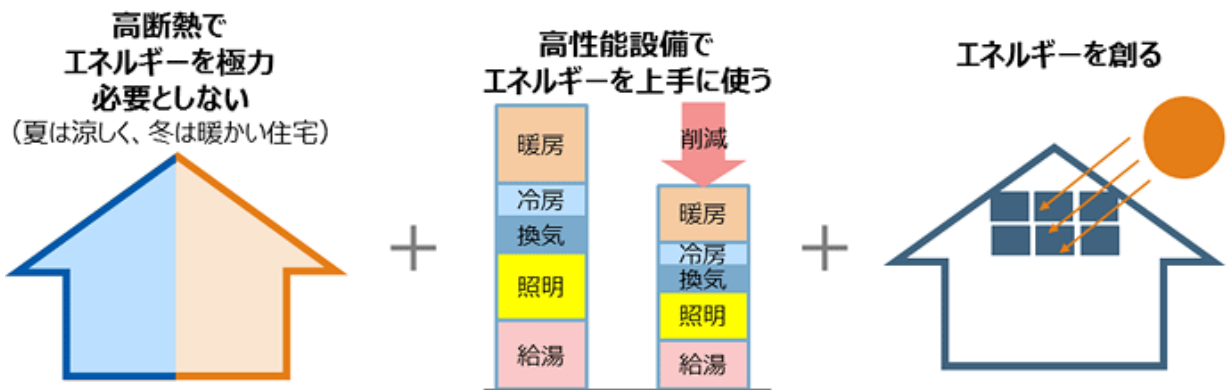 高断熱で
エネルギーを極力
必要としない
（夏は涼しく、冬は暖かい住宅）
高性能設備で
エネルギーを上手に使う
暖房
冷房
換気
照明
給湯
削減
暖房
冷房
換気
照明
給湯
エネルギーを創る